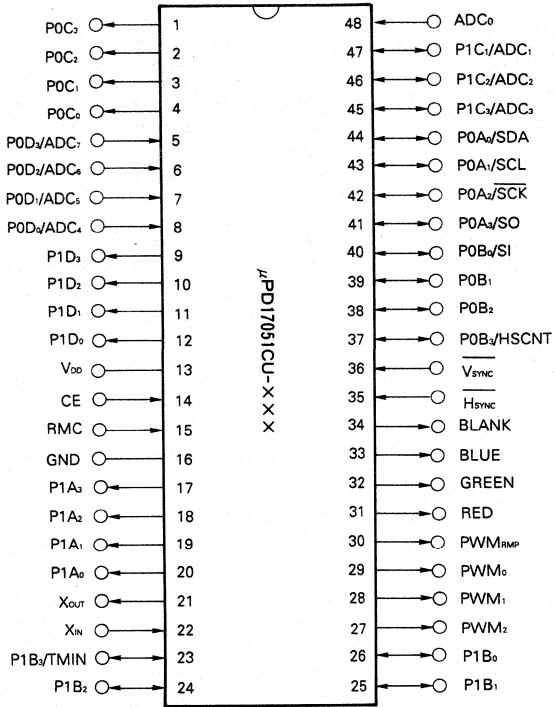 P0C₃ 1 48 ADC₀
P0C₂ 2 47 P1C₁/ADC₁
P0C₁ 3 46 P1C₂/ADC₂
P0C₀ 4 45 P1C₃/ADC₃
P0D₃/ADC₇ 5 44 P0A₀/SDA
P0D₂/ADC₆ 6 43 P0A₁/SCL
P0D₁/ADC₅ 7 42 P0A₂/S̅C̅K̅
P0D₀/ADC₄ 8 41 P0A₃/SO
P1D₃ 9 40 P0B₀/SI
P1D₂ 10 39 P0B₁
P1D₁ 11 38 P0B₂
P1D₀ 12 37 P0B₃/HSCNT
VDD 13 36 V̅S̅Y̅N̅C̅
CE 14 35 H̅S̅Y̅N̅C̅
RMC 15 34 BLANK
GND 16 33 BLUE
P1A₃ 17 32 GREEN
P1A₂ 18 31 RED
P1A₁ 19 30 PWMRMP
P1A₀ 20 29 PWM₀
XOUT 21 28 PWM₁
XIN 22 27 PWM₂
P1B₃/TMIN 23 26 P1B₀
P1B₂ 24 25 P1B₁
μPD17051CU-×××